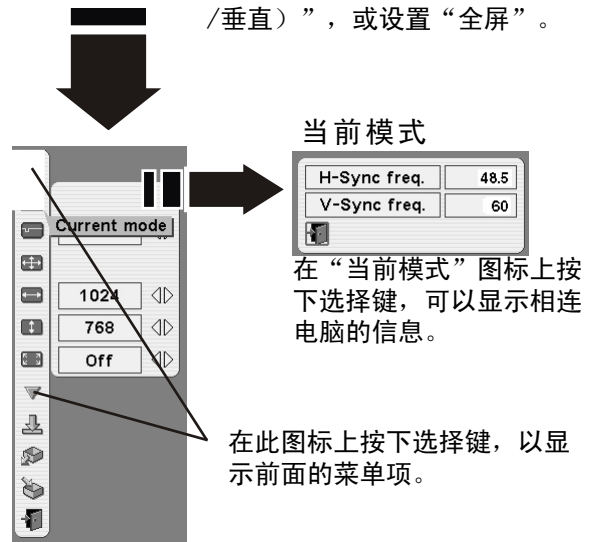 /垂直）”，或设置“全屏”。
当前模式
H-Sync freq. 48.5
V-Sync freq. 60
在“当前模式”图标上按
下选择键，可以显示相连
电脑的信息。
Current mode
1024
768
Off
在此图标上按下选择键，以显
示前面的菜单项。